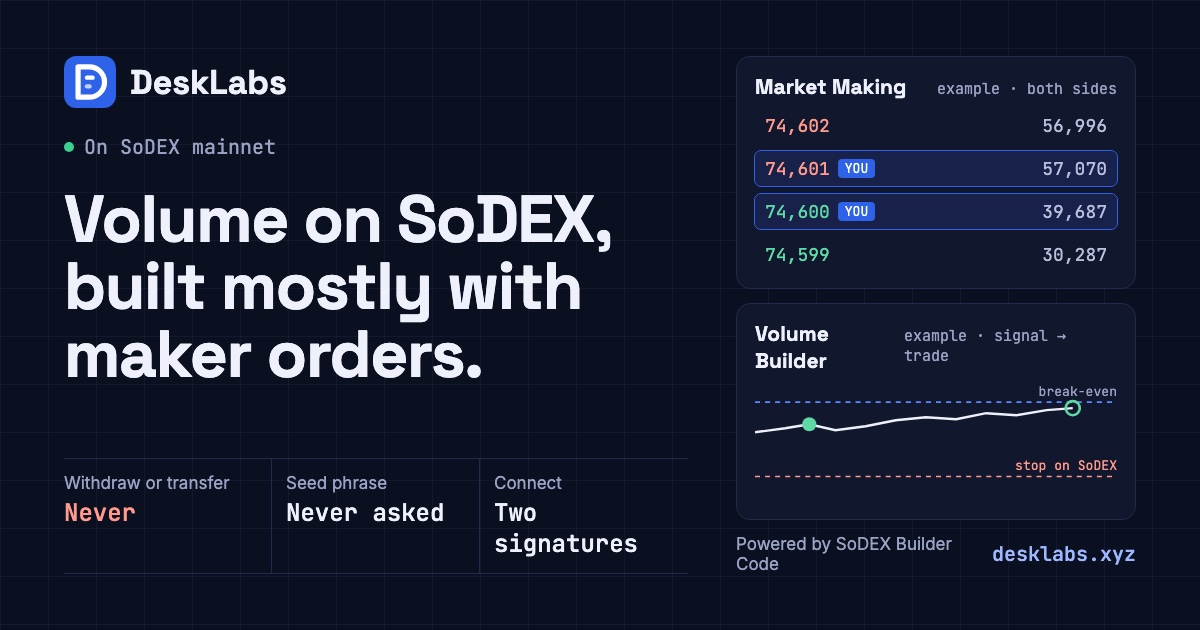 DeskLabs
On SoDEX mainnet
Volume on SoDEX,
built mostly with
maker orders.
Withdraw or transfer
Never
Seed phrase
Never asked
Connect
Two
signatures
Market Making example · both sides
74,602 56,996
74,601 YOU 57,070
74,600 YOU 39,687
74,599 30,287
Volume
Builder
example · signal →
trade
break-even
stop on SoDEX
Powered by SoDEX Builder
Code
desklabs.xyz